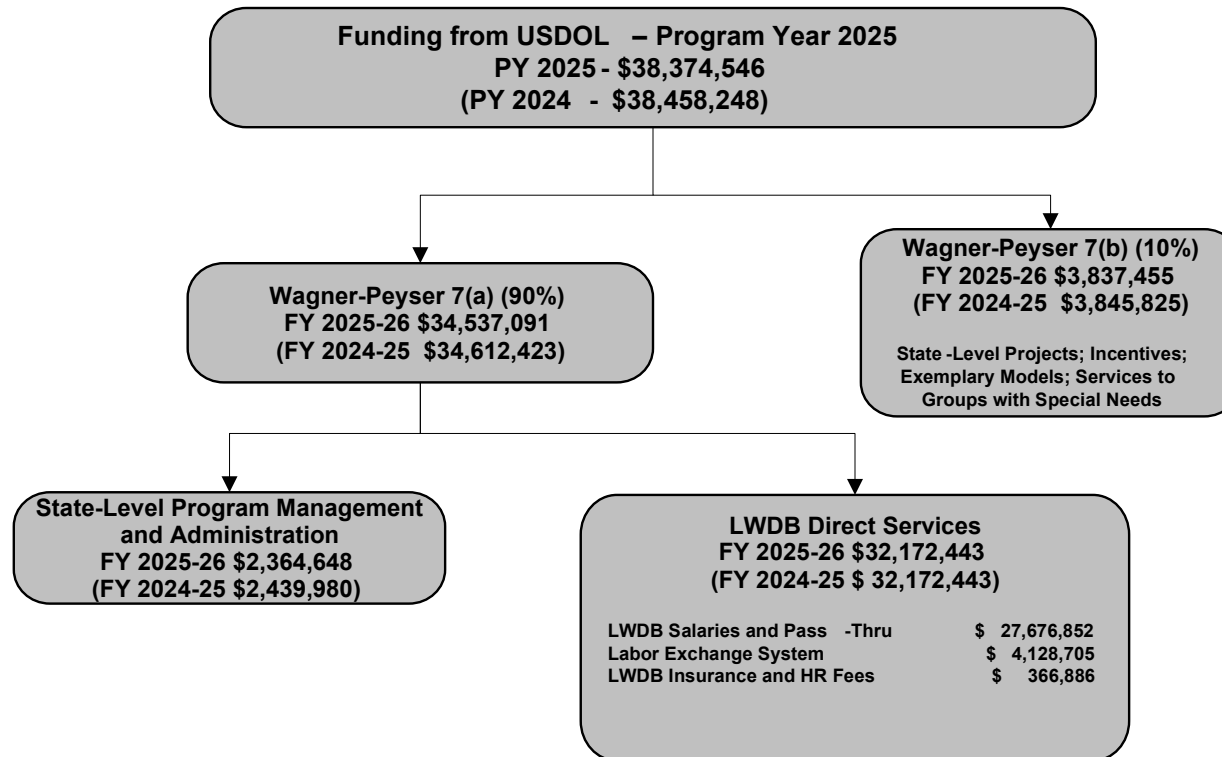 Funding from USDOL – Program Year 2025
PY 2025 - $38,374,546
(PY 2024 - $38,458,248)
Wagner-Peyser 7(a) (90%)
FY 2025-26 $34,537,091
(FY 2024-25 $34,612,423)
Wagner-Peyser 7(b) (10%)
FY 2025-26 $3,837,455
(FY 2024-25 $3,845,825)
State -Level Projects; Incentives;
Exemplary Models; Services to
Groups with Special Needs
State-Level Program Management
and Administration
FY 2025-26 $2,364,648
(FY 2024-25 $2,439,980)
LWDB Direct Services
FY 2025-26 $32,172,443
(FY 2024-25 $ 32,172,443)
LWDB Salaries and Pass -Thru $ 27,676,852
Labor Exchange System $ 4,128,705
LWDB Insurance and HR Fees $ 366,886